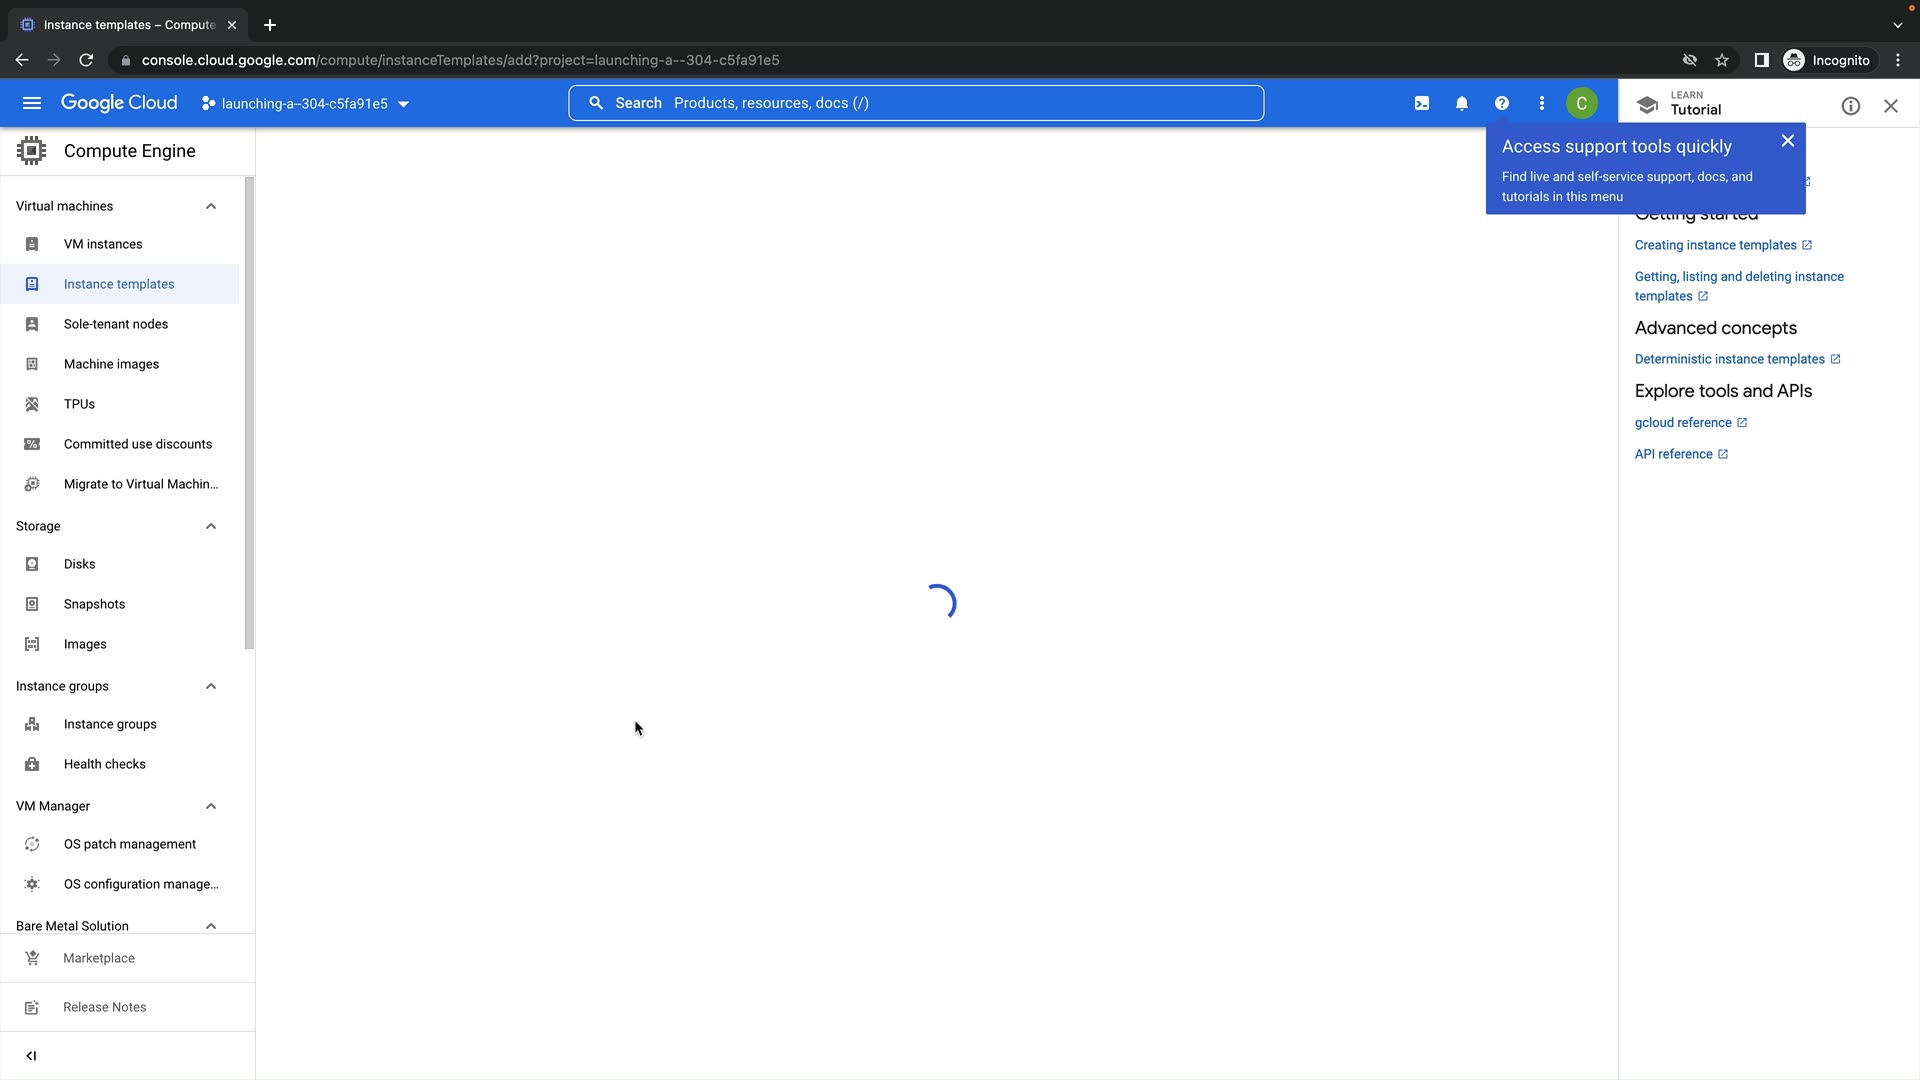 Instance templates – Compute
console.cloud.google.com/compute/instanceTemplates/add?project=launching-a--304-c5fa91e5
Incognito
Google Cloud
launching-a--304-c5fa91e5
Search Products, resources, docs (/)
C
LEARN
Tutorial
Access support tools quickly
Find live and self-service support, docs, and
tutorials in this menu
Compute Engine
Virtual machines
VM instances
Instance templates
Sole-tenant nodes
Machine images
TPUs
Committed use discounts
Migrate to Virtual Machin...
Storage
Disks
Snapshots
Images
Instance groups
Instance groups
Health checks
VM Manager
OS patch management
OS configuration manage...
Bare Metal Solution
Marketplace
Release Notes
Getting started
Creating instance templates
Getting, listing and deleting instance
templates
Advanced concepts
Deterministic instance templates
Explore tools and APIs
gcloud reference
API reference